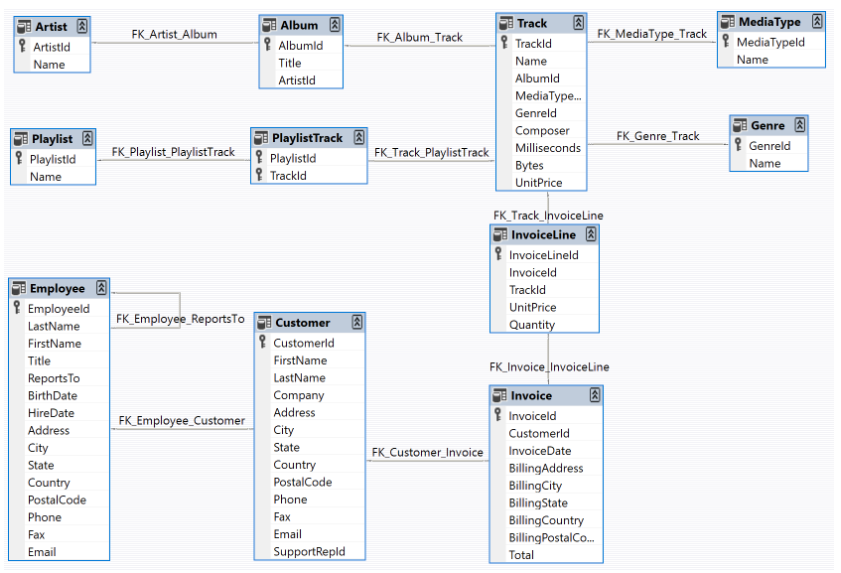 Artist
ArtistId
Name
FK_Artist_Album
Album
AlbumId
Title
ArtistId
FK_Album_Track
Track
TrackId
Name
AlbumId
MediaType...
GenreId
Composer
Milliseconds
Bytes
UnitPrice
FK_MediaType_Track
MediaType
MediaTypeId
Name
Playlist
PlaylistId
Name
FK_Playlist_PlaylistTrack
PlaylistTrack
PlaylistId
TrackId
FK_Track_PlaylistTrack
FK_Genre_Track
Genre
GenreId
Name
FK_Track_InvoiceLine
InvoiceLine
InvoiceLineId
InvoiceId
TrackId
UnitPrice
Quantity
Employee
EmployeeId
LastName
FirstName
Title
ReportsTo
BirthDate
HireDate
Address
City
State
Country
PostalCode
Phone
Fax
Email
FK_Employee_ReportsTo
FK_Employee_Customer
Customer
CustomerId
FirstName
LastName
Company
Address
City
State
Country
PostalCode
Phone
Fax
Email
SupportRepId
FK_Customer_Invoice
FK_Invoice_InvoiceLine
Invoice
InvoiceId
CustomerId
InvoiceDate
BillingAddress
BillingCity
BillingState
BillingCountry
BillingPostalCo...
Total